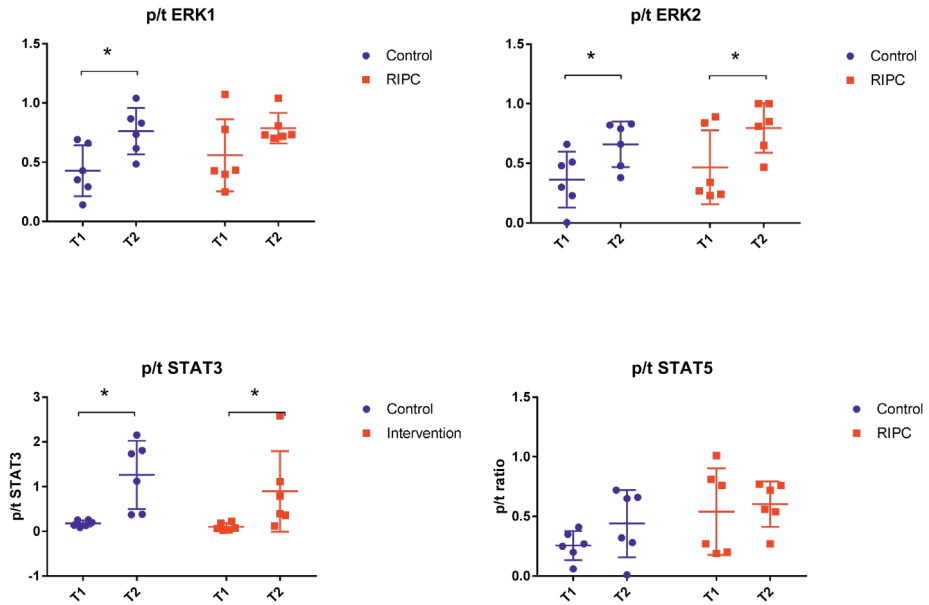 p/t ERK1
1.5
1.0
0.5
0.0
*
T1
T2
T1
T2
Control
RIPC
p/t ERK2
1.5
1.0
0.5
0.0
*
*
T1
T2
T1
T2
Control
RIPC
p/t STAT3
p/t STAT3
3
2
1
0
-1
*
*
T1
T2
T1
T2
Control
Intervention
p/t STAT5
p/t ratio
1.5
1.0
0.5
0.0
T1
T2
T1
T2
Control
RIPC